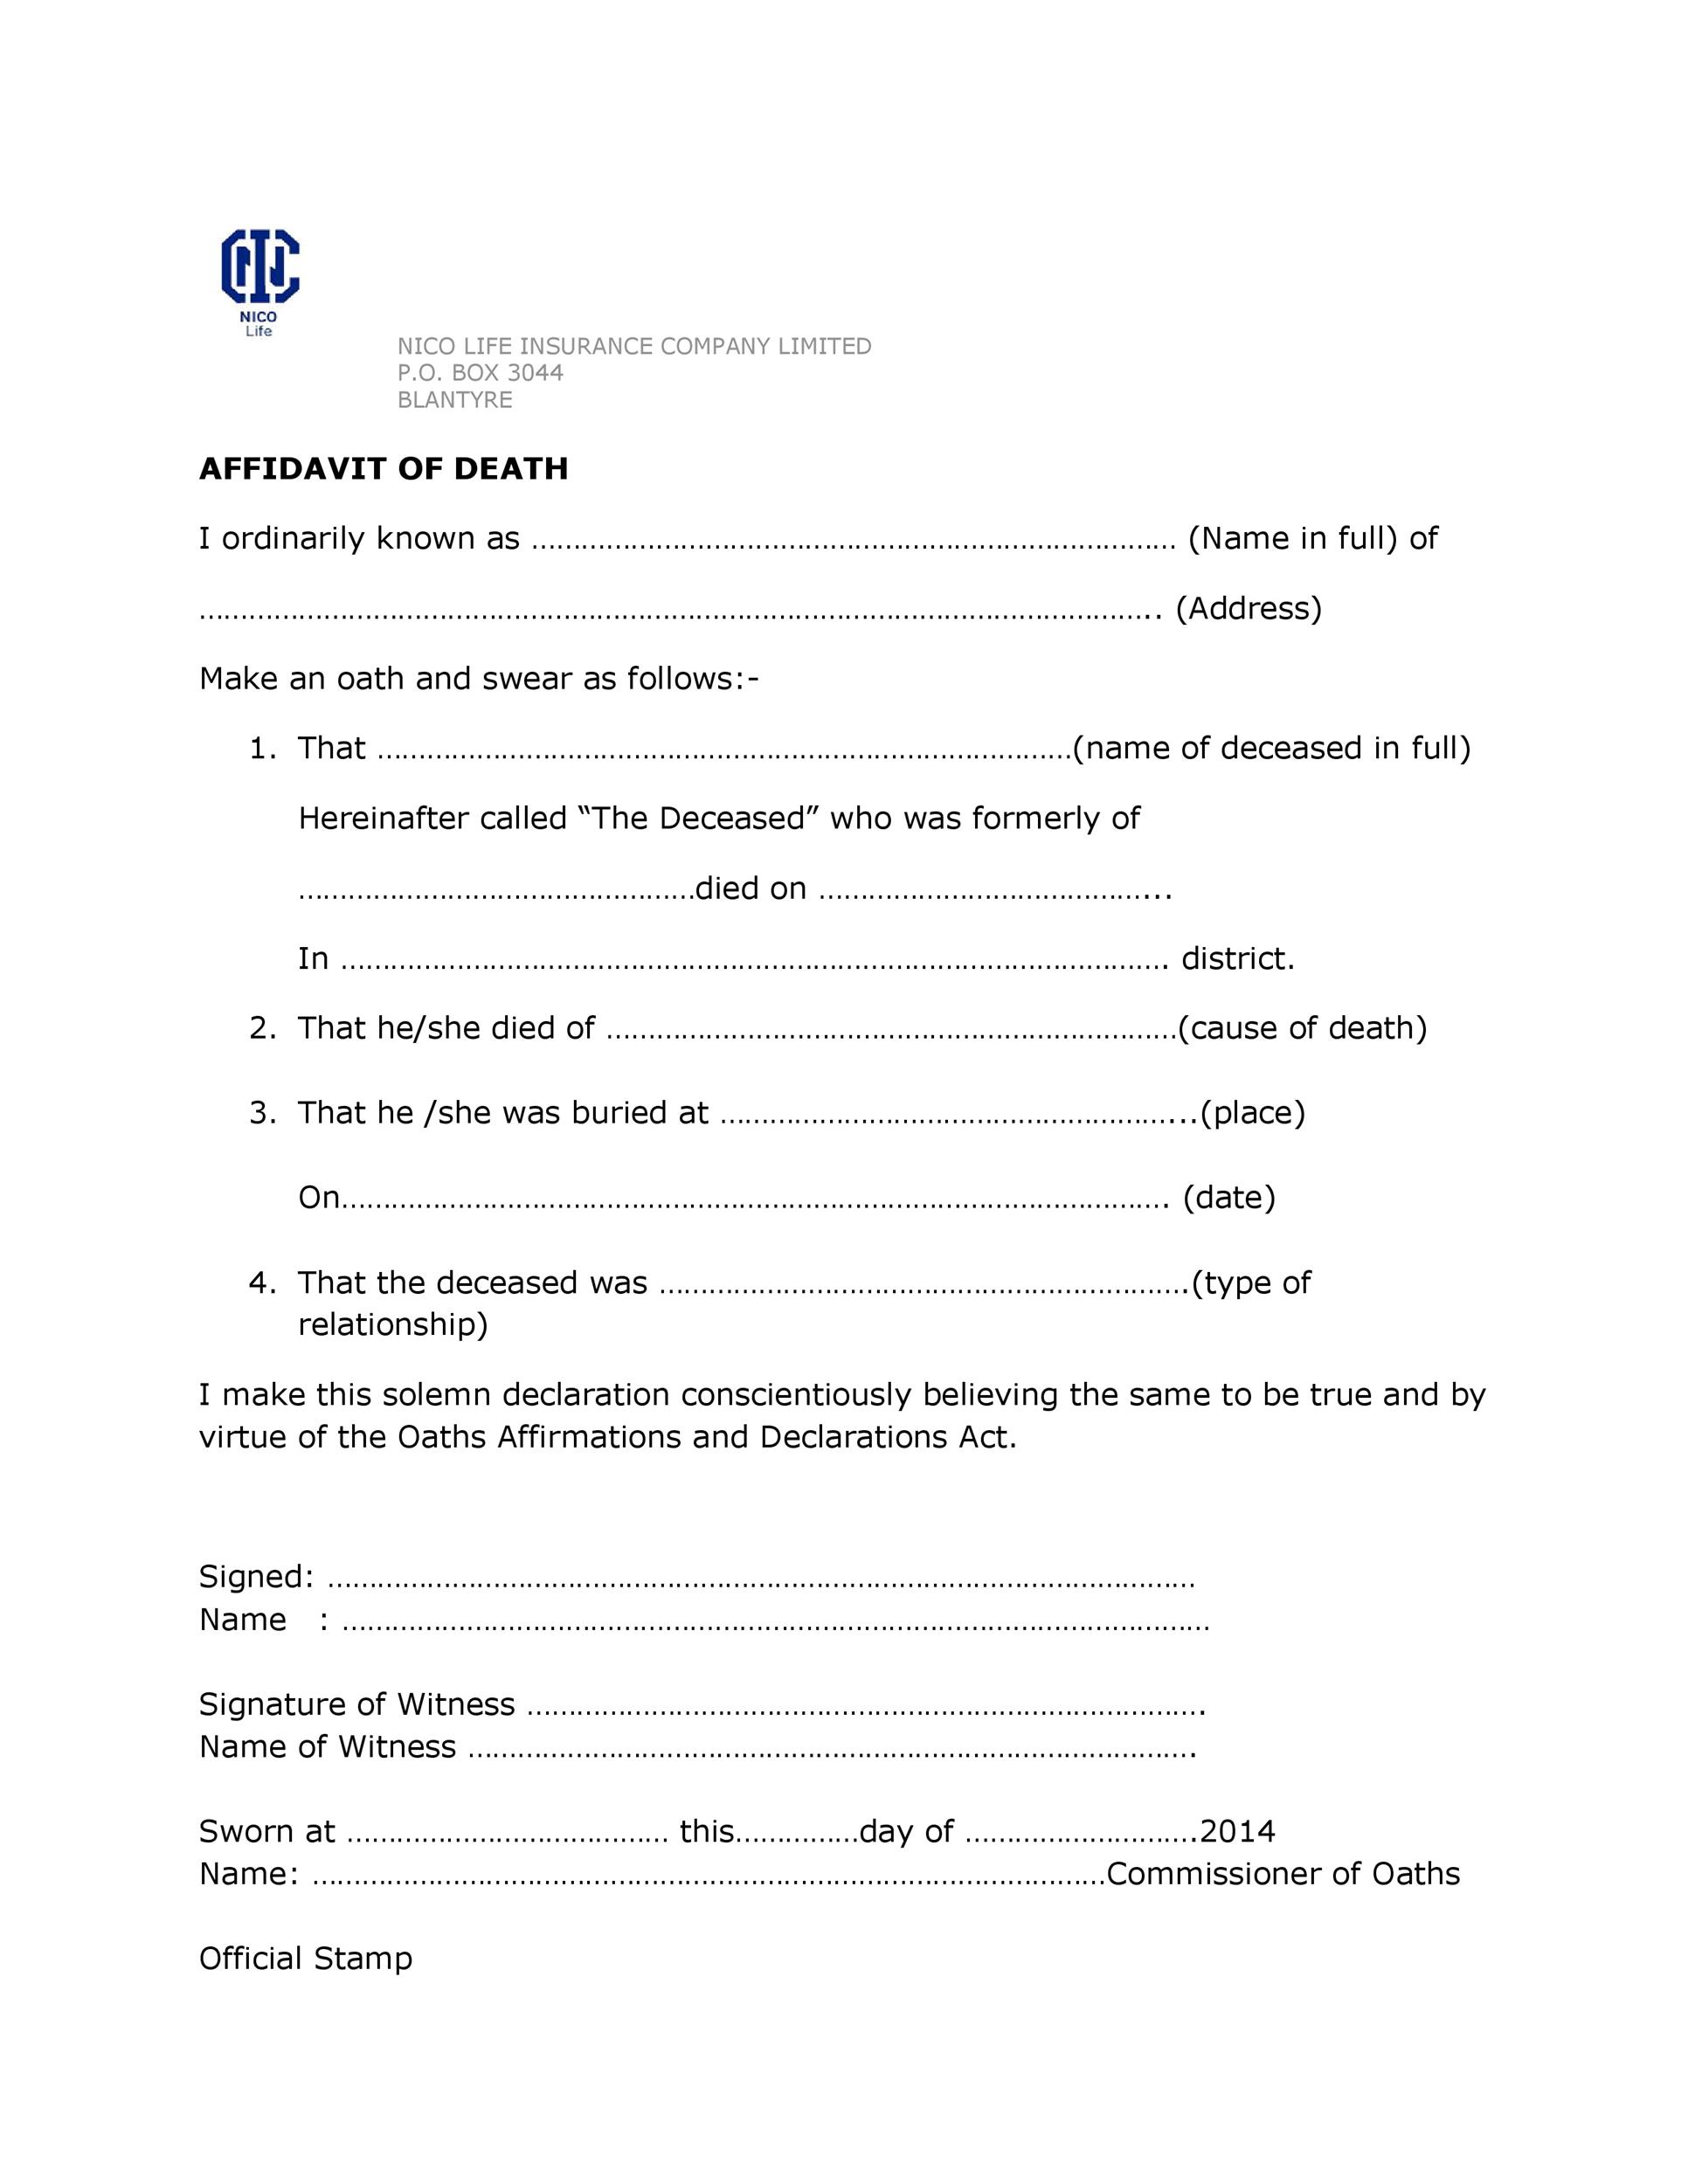 NICO
Life
NICO LIFE INSURANCE COMPANY LIMITED
P.O. BOX 3044
BLANTYRE
AFFIDAVIT OF DEATH
I ordinarily known as ……………………………………………………………………… (Name in full) of
……………………………………………………………………………………………………….. (Address)
Make an oath and swear as follows:-
1. That …………………………………………………………………………(name of deceased in full)
Hereinafter called “The Deceased” who was formerly of
…………………………………………died on …………………………………...
In ………………………………………………………………………………………. district.
2. That he/she died of ……………………………………………………………(cause of death)
3. That he /she was buried at ………………………………………………...(place)
On………………………………………………………………………………………. (date)
4. That the deceased was ……………………………………………………….(type of
relationship)
I make this solemn declaration conscientiously believing the same to be true and by
virtue of the Oaths Affirmations and Declarations Act.
Signed: ……………………………………………………………………………………………
Name : ……………………………………………………………………………………………
Signature of Witness ……………………………………………………………………….
Name of Witness …………………………………………………………………………….
Sworn at ………………………………… this……………day of ……………………….2014
Name: ……………………………………………………………………………………Commissioner of Oaths
Official Stamp